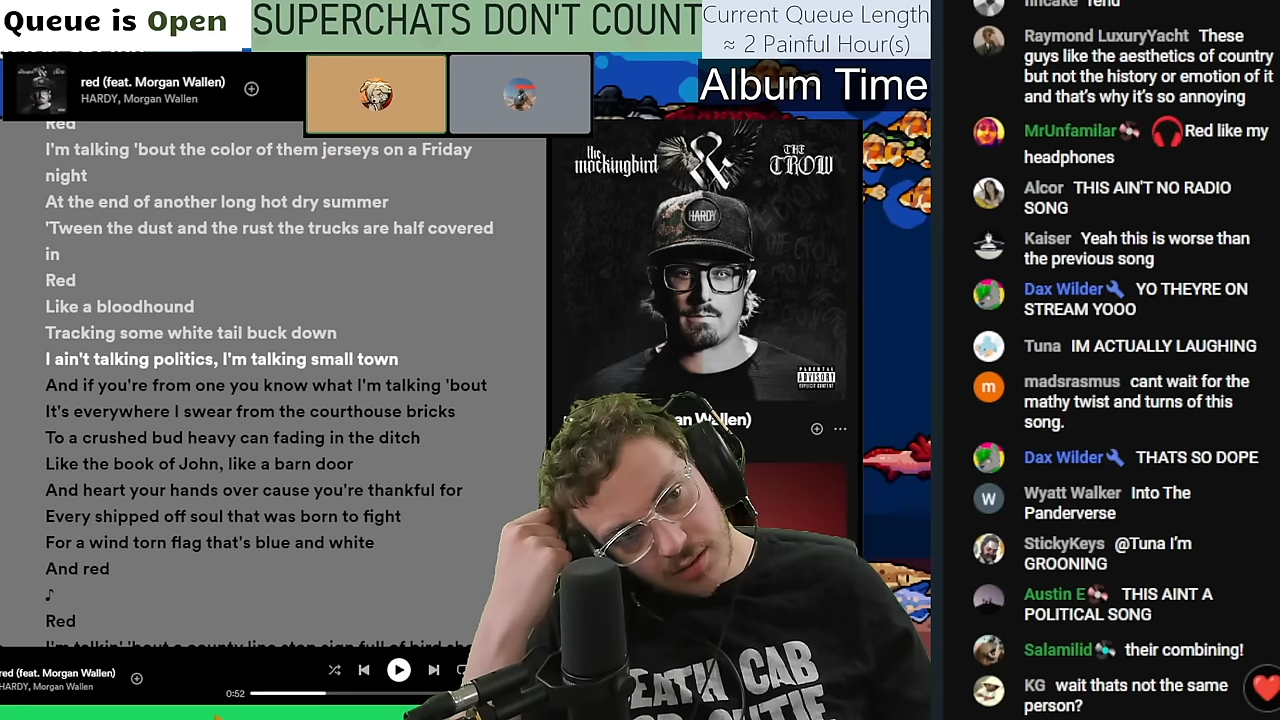 Queue is Open
SUPERCHATS DON'T COUNT
Current Queue Length
≈ 2 Painful Hour(s)
Album Time
red (feat. Morgan Wallen)
HARDY, Morgan Wallen
Red
I'm talking 'bout the color of them jerseys on a Friday
night
At the end of another long hot dry summer
'Tween the dust and the rust the trucks are half covered
in
Red
Like a bloodhound
Tracking some white tail buck down
I ain't talking politics, I'm talking small town
And if you're from one you know what I'm talking 'bout
It's everywhere I swear from the courthouse bricks
To a crushed bud heavy can fading in the ditch
Like the book of John, like a barn door
And heart your hands over cause you're thankful for
Every shipped off soul that was born to fight
For a wind torn flag that's blue and white
And red
♪
Red
the mockingbird & THE CROW
HARDY
PARENTAL
ADVISORY
EXPLICIT CONTENT
gan Wallen)
red (feat. Morgan Wallen)
HARDY, Morgan Wallen
0:52
EATH CAB
Raymond LuxuryYacht These
guys like the aesthetics of country
but not the history or emotion of it
and that's why it's so annoying
MrUnfamilar Red like my
headphones
Alcor THIS AIN'T NO RADIO
SONG
Kaiser Yeah this is worse than
the previous song
Dax Wilder YO THEYRE ON
STREAM YOOO
Tuna IM ACTUALLY LAUGHING
m
madsrasmus cant wait for the
mathy twist and turns of this
song.
Dax Wilder THATS SO DOPE
W
Wyatt Walker Into The
Panderverse
StickyKeys @Tuna I'm
GROONING
Austin E THIS AINT A
POLITICAL SONG
Salamilid their combining!
KG wait thats not the same
person?